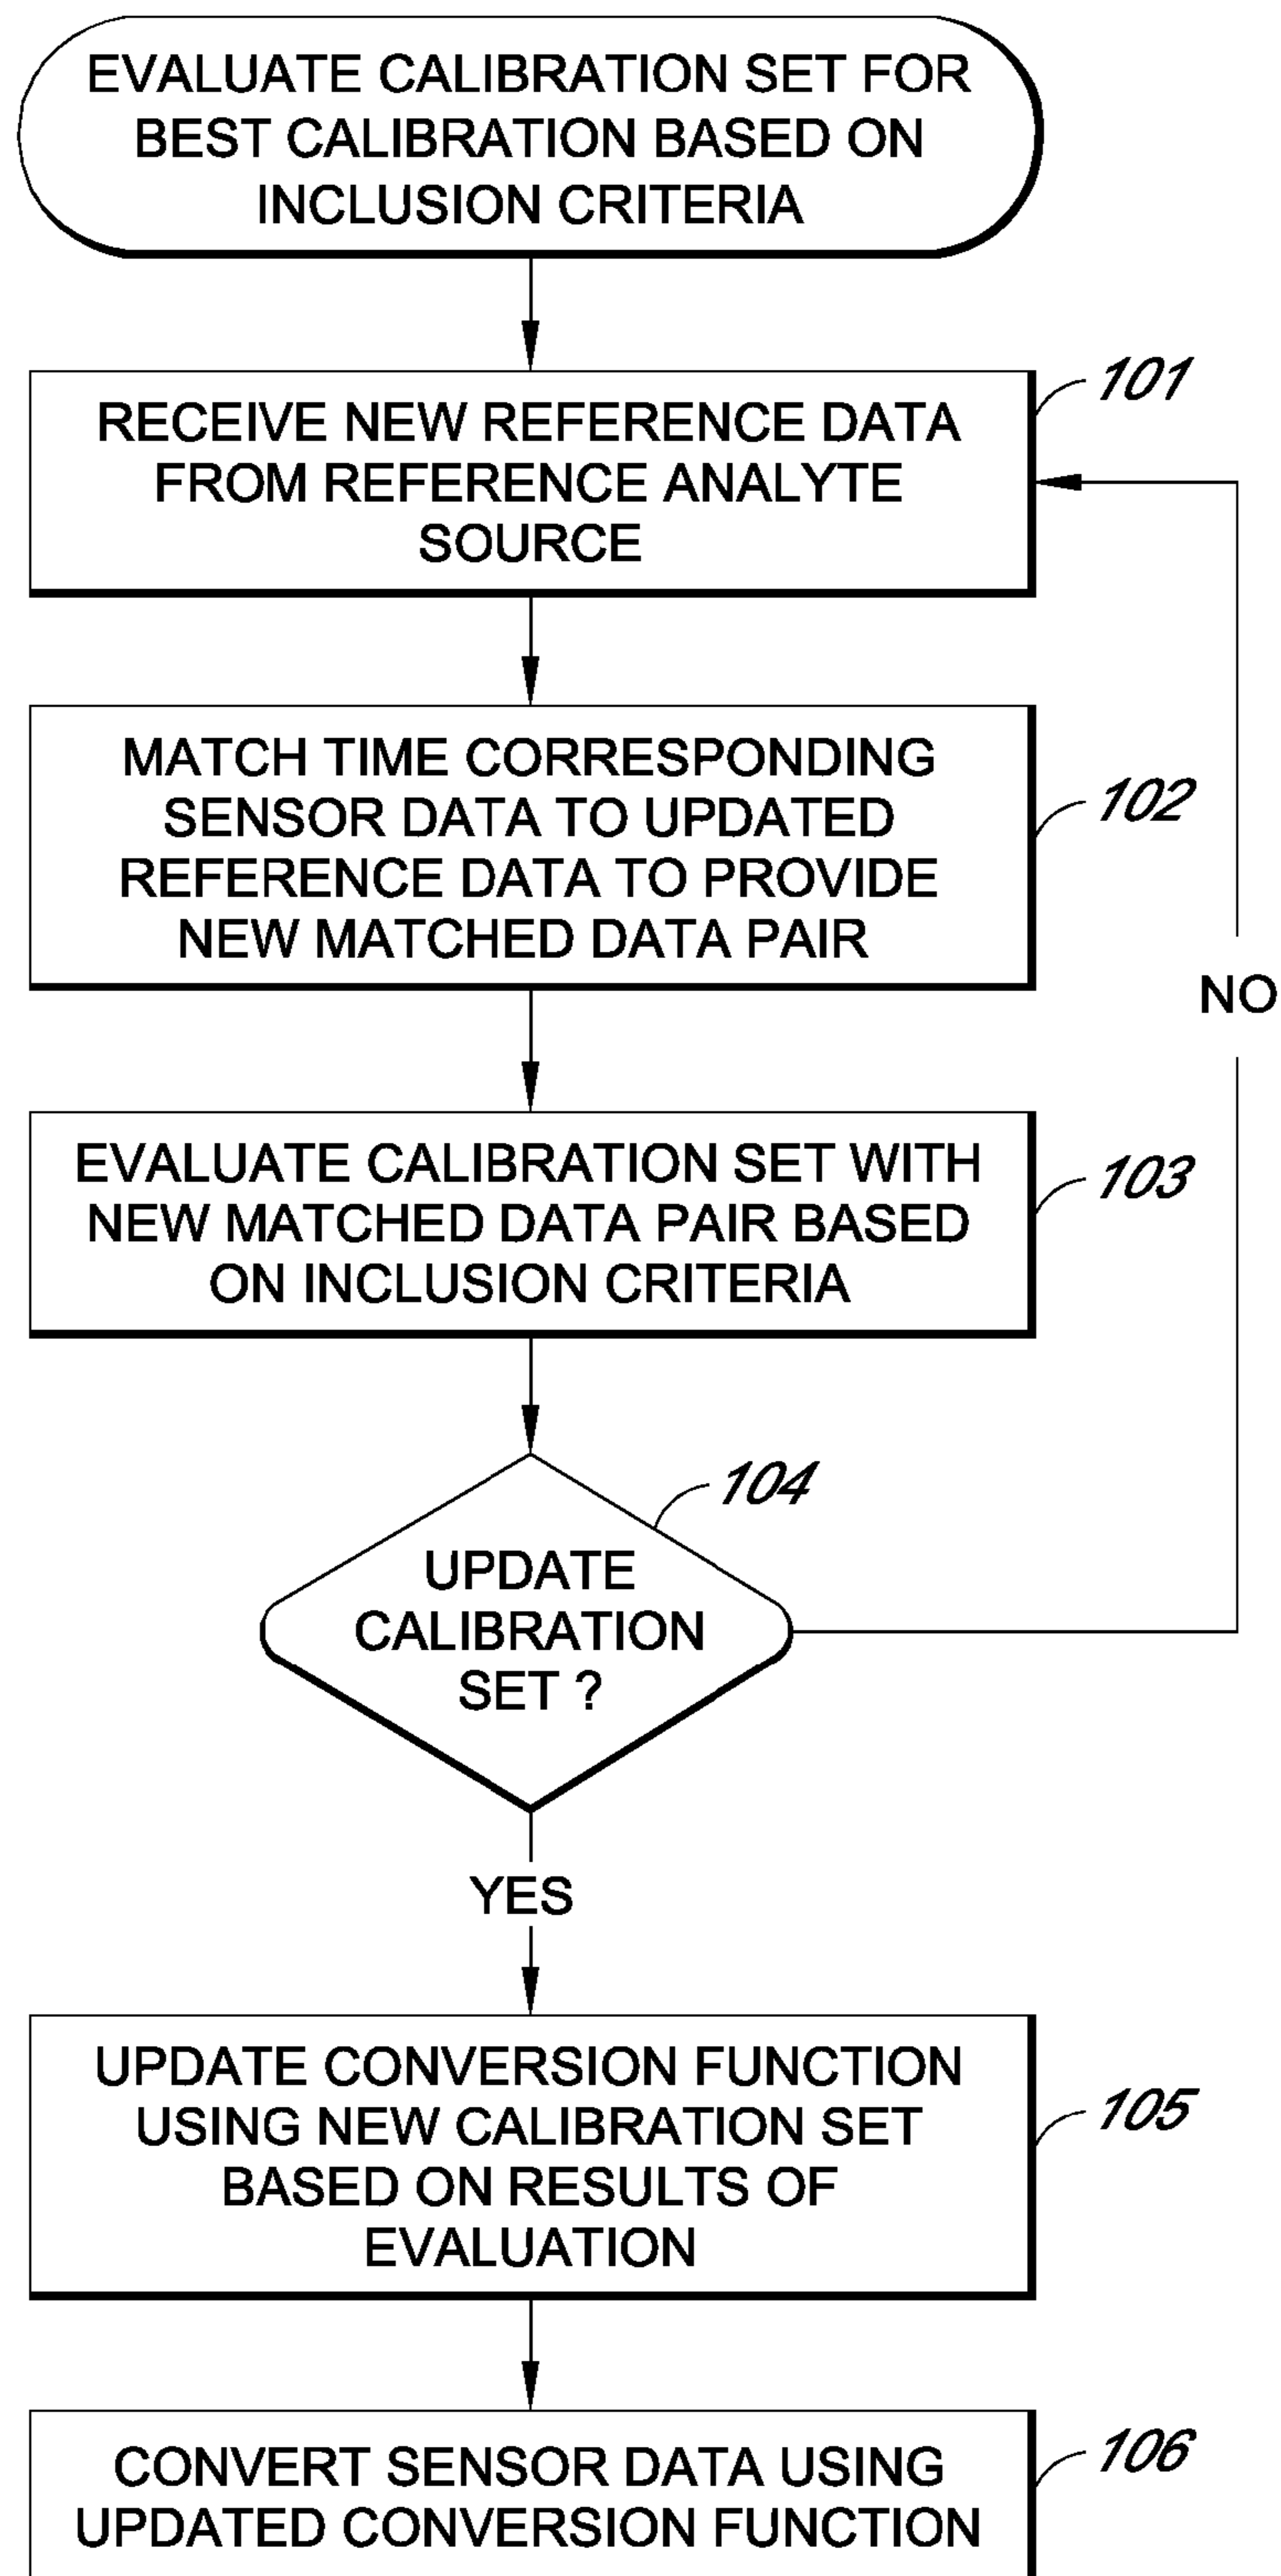 EVALUATE CALIBRATION SET FOR
BEST CALIBRATION BASED ON
INCLUSION CRITERIA
101
RECEIVE NEW REFERENCE DATA
FROM REFERENCE ANALYTE
SOURCE
102
MATCH TIME CORRESPONDING
SENSOR DATA TO UPDATED
REFERENCE DATA TO PROVIDE
NEW MATCHED DATA PAIR
NO
103
EVALUATE CALIBRATION SET WITH
NEW MATCHED DATA PAIR BASED
ON INCLUSION CRITERIA
104
UPDATE
CALIBRATION
SET ?
YES
105
UPDATE CONVERSION FUNCTION
USING NEW CALIBRATION SET
BASED ON RESULTS OF
EVALUATION
106
CONVERT SENSOR DATA USING
UPDATED CONVERSION FUNCTION